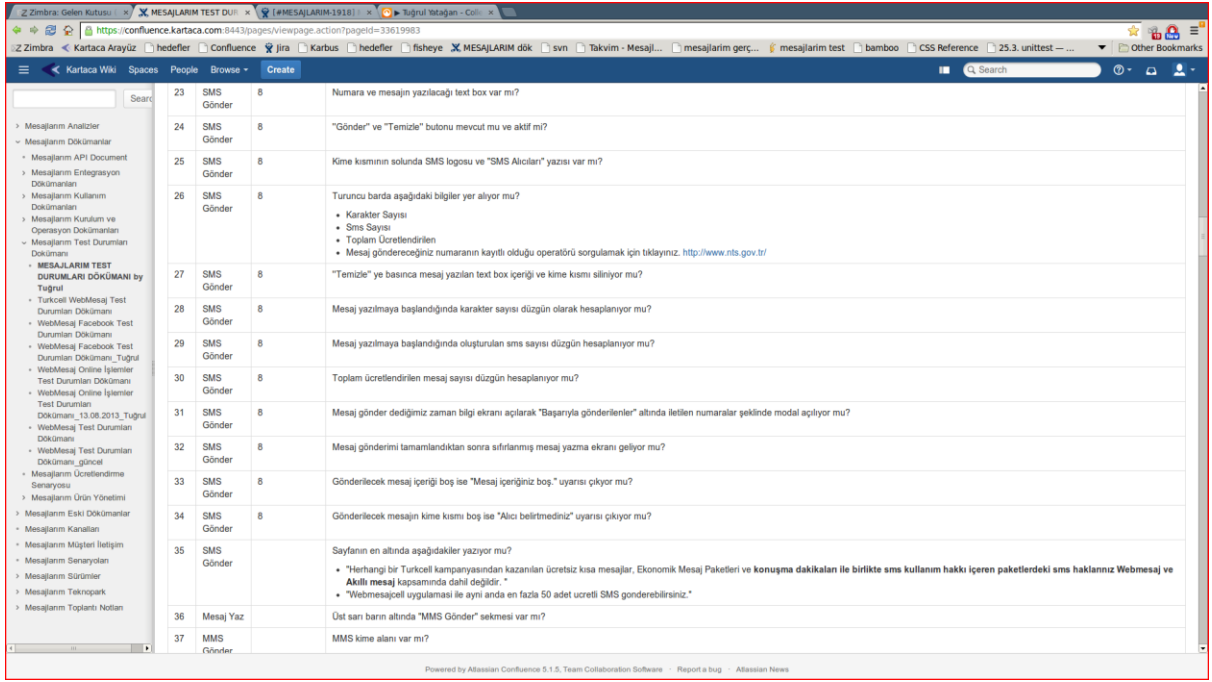 Zimbra: Gelen Kutusu
MESAJLARIM TEST DUR
(#MESAJLARIM-1918)
Tuğrul Yatağan - Colle
https://confluence.kartaca.com:8443/pages/viewpage.action?pageId=33619983
Zimbra Kartaca Arayüz hedefler Confluence Jira Karbus hedefler fisheye MESAJLARIM dök svn Takvim - Mesajl... mesajlarim gerç... mesajlarim test bamboo CSS Reference 25.3. unittest — ... Other Bookmarks
Kartaca Wiki Spaces People Browse Create Search
Searc
Mesajlarım Analizler
Mesajlarım Dökümanlar
Mesajlarım API Document
Mesajlarım Entegrasyon
Dökümanları
Mesajlarım Kullanım
Dokümanları
Mesajlarım Kurulum ve
Operasyon Dokümanları
Mesajlarım Test Durumları
Dokümanı
MESAJLARIM TEST
DURUMLARI DÖKÜMANI by
Tuğrul
Turkcell WebMesaj Test
Durumları Dökümanı
WebMesaj Facebook Test
Durumları Dökümanı
WebMesaj Facebook Test
Durumları Dökümanı_Tuğrul
WebMesaj Online İşlemler
Test Durumları Dökümanı
WebMesaj Online İşlemler
Test Durumları
Dökümanı_13.08.2013_Tuğrul
WebMesaj Test Durumları
Dökümanı
WebMesaj Test Durumları
Dökümanı_güncel
Mesajlarım Ücretlendirme
Senaryosu
Mesajlarım Ürün Yönetimi
Mesajlarım Eski Dökümanlar
Mesajlarım Kanalları
Mesajlarım Müşteri İletişim
Mesajlarım Senaryoları
Mesajlarım Sürümler
Mesajlarım Teknopark
Mesajlarım Toplantı Notları
23 SMS Gönder 8 Numara ve mesajın yazılacağı text box var mı?
24 SMS Gönder 8 "Gönder" ve "Temizle" butonu mevcut mu ve aktif mi?
25 SMS Gönder 8 Kime kısmının solunda SMS logosu ve "SMS Alıcıları" yazısı var mı?
26 SMS Gönder 8 Turuncu barda aşağıdaki bilgiler yer alıyor mu?
Karakter Sayısı
Sms Sayısı
Toplam Ücretlendirilen
Mesaj göndereceğiniz numaranın kayıtlı olduğu operatörü sorgulamak için tıklayınız. http://www.nts.gov.tr/
27 SMS Gönder 8 "Temizle" ye basınca mesaj yazılan text box içeriği ve kime kısmı siliniyor mu?
28 SMS Gönder 8 Mesaj yazılmaya başlandığında karakter sayısı düzgün olarak hesaplanıyor mu?
29 SMS Gönder 8 Mesaj yazılmaya başlandığında oluşturulan sms sayısı düzgün hesaplanıyor mu?
30 SMS Gönder 8 Toplam ücretlendirilen mesaj sayısı düzgün hesaplanıyor mu?
31 SMS Gönder 8 Mesaj gönder dediğimiz zaman bilgi ekranı açılarak "Başarıyla gönderilenler" altında iletilen numaralar şeklinde modal açılıyor mu?
32 SMS Gönder 8 Mesaj gönderimi tamamlandıktan sonra sıfırlanmış mesaj yazma ekranı geliyor mu?
33 SMS Gönder 8 Gönderilecek mesaj içeriği boş ise "Mesaj içeriğiniz boş." uyarısı çıkyor mu?
34 SMS Gönder 8 Gönderilecek mesajın kime kısmı boş ise "Alıcı belirtmediniz" uyarısı çıkıyor mu?
35 SMS Gönder Sayfanın en altında aşağıdakiler yazıyor mu?
"Herhangi bir Turkcell kampanyasından kazanılan ücretsiz kısa mesajlar, Ekonomik Mesaj Paketleri ve konuşma dakikaları ile birlikte sms kullanım hakkı içeren paketlerdeki sms haklarınız Webmesaj ve
Akıllı mesaj kapsamında dahil değildir. "
"Webmesajcell uygulamasi ile ayni anda en fazla 50 adet ucretli SMS gonderebilirsiniz."
36 Mesaj Yaz Üst sarı barın altında "MMS Gönder" sekmesi var mı?
37 MMS Gönder MMS kime alanı var mı?
Powered by Atlassian Confluence 5.1.5, Team Collaboration Software · Report a bug · Atlassian News